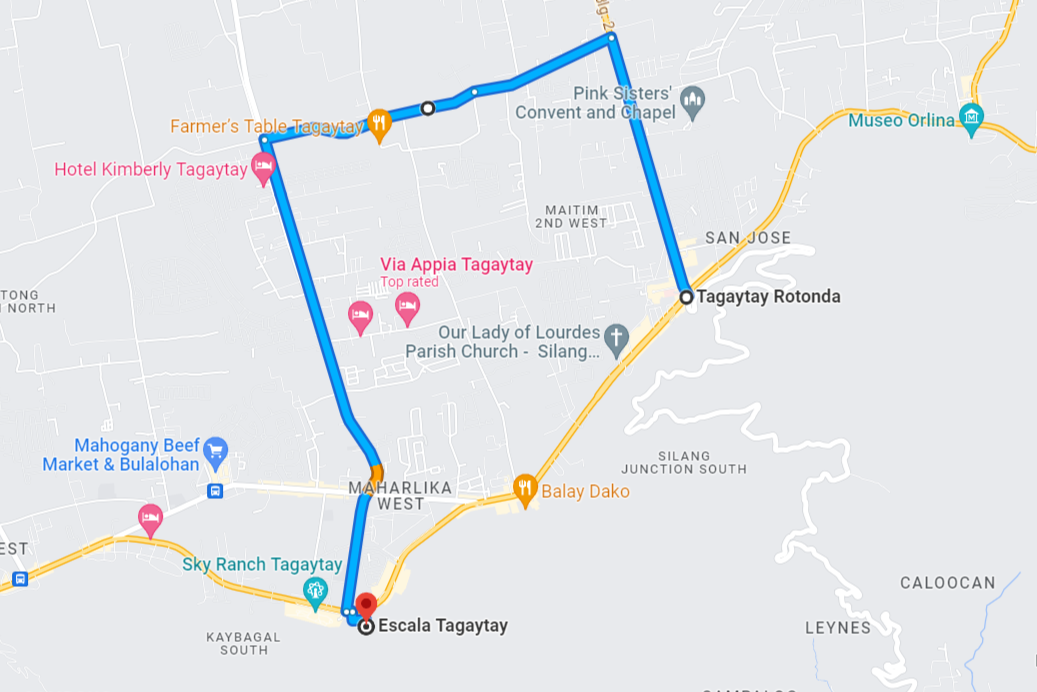 Pink Sisters'
Convent and Chapel
Museo Orlina
Farmer's Table Tagaytay
Hotel Kimberly Tagaytay
MAITIM
2ND WEST
SAN JOSE
Via Appia Tagaytay
Top rated
TONG
NORTH
Tagaytay Rotonda
Our Lady of Lourdes
Parish Church - Silang...
Mahogany Beef
Market & Bulalohan
SILANG
JUNCTION SOUTH
MAHARLIKA
WEST
Balay Dako
EST
Sky Ranch Tagaytay
CALOOCAN
Escala Tagaytay
LEYNES
KAYBAGAL
SOUTH